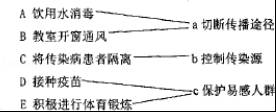 A 饮用水消毒
a 切断传播途径
B 教室开窗通风
C 将传染病患者隔离
b 控制传染源
D 接种疫苗
c 保护易感人群
E 积极进行体育锻炼